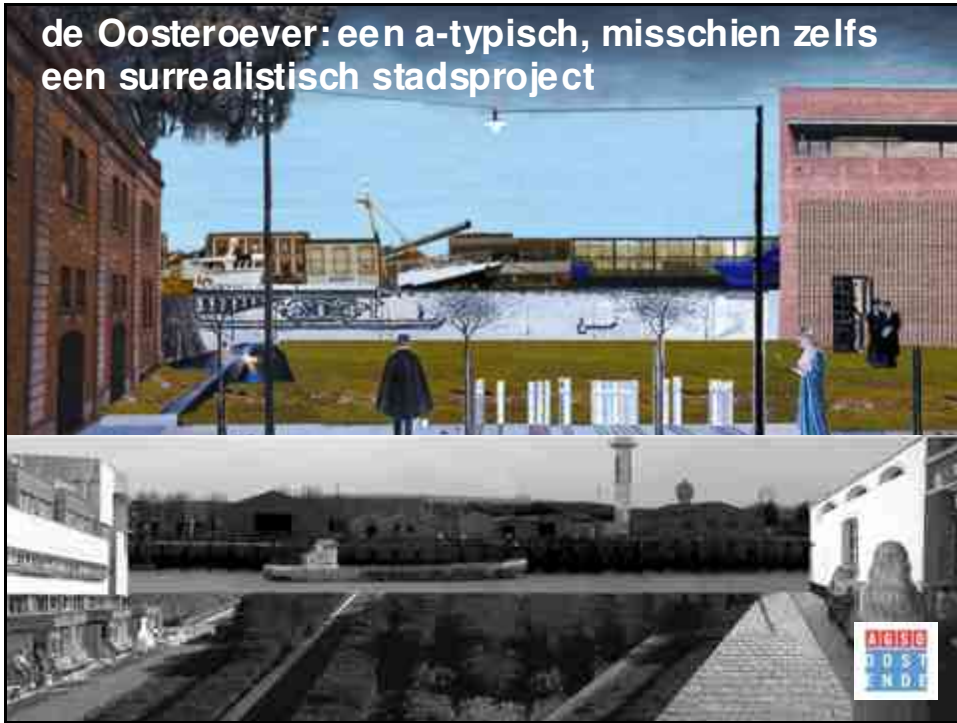 de Oosteroever: een a-typisch, misschien zelfs
een surrealistisch stadsproject
AGSO
OOST
ENDE